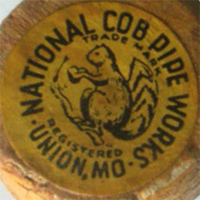 · NATIONAL COB PIPE WORKS ·
TRADE MARK
REGISTERED
UNION, MO.